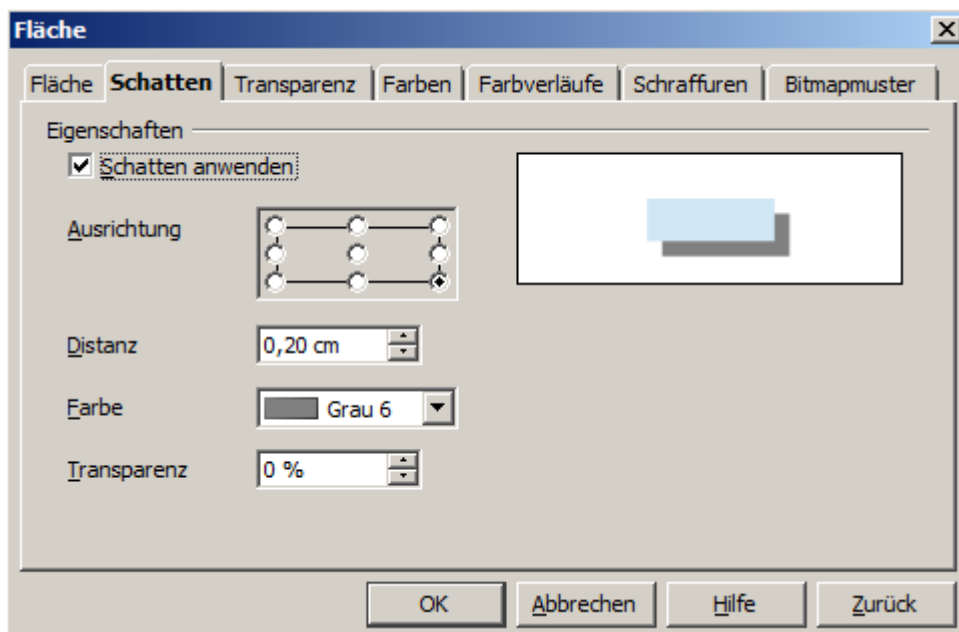 Fläche
Fläche Schatten Transparenz Farben Farbverläufe Schraffuren Bitmapmuster
Eigenschaften
Schatten anwenden
Ausrichtung
Distanz 0,20 cm
Farbe Grau 6
Transparenz 0 %
OK Abbrechen Hilfe Zurück